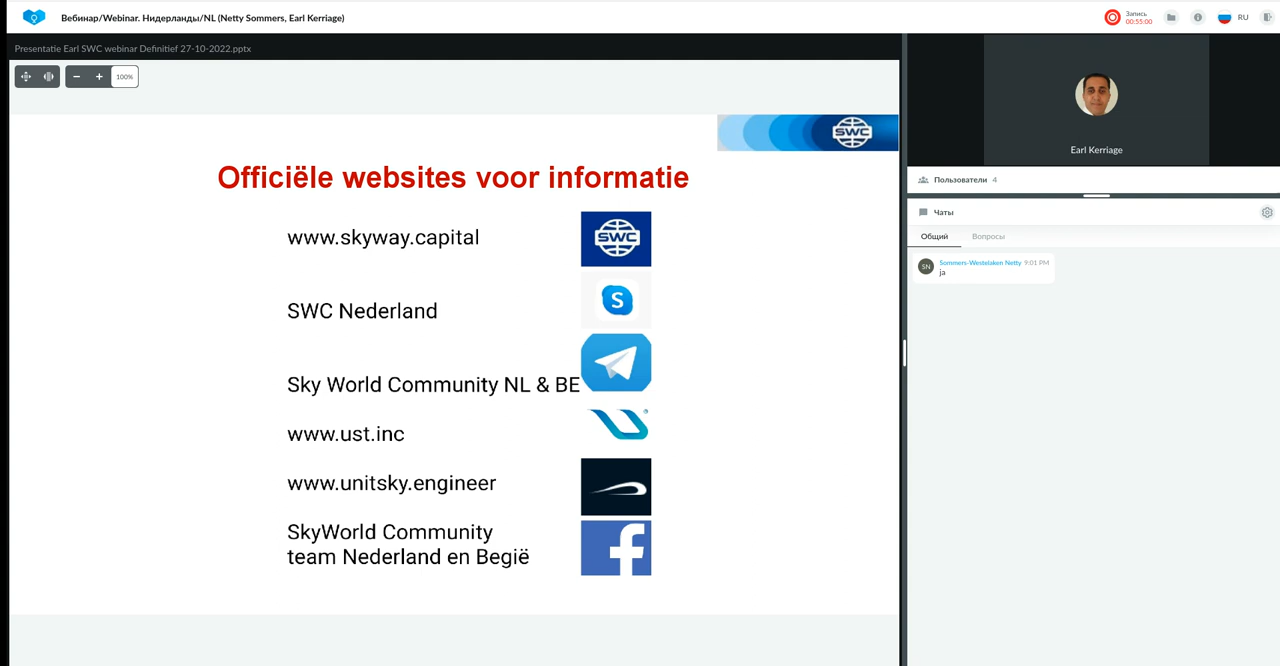 Вебинар/Webinar. Нидерланды/NL (Netty Sommers, Earl Kerriage)
Запись
00:55:00
RU
Presentatie Earl SWC webinar Definitief 27-10-2022.pptx
100%
SWC
Officiële websites voor informatie
www.skyway.capital
SWC
SWC Nederland
S
Sky World Community NL & BE
www.ust.inc
www.unitsky.engineer
SkyWorld Community
team Nederland en Begië
Earl Kerriage
Пользователи 4
Чаты
Общий Вопросы
SN
Sommers-Westelaken Netty 9:01 PM
ja